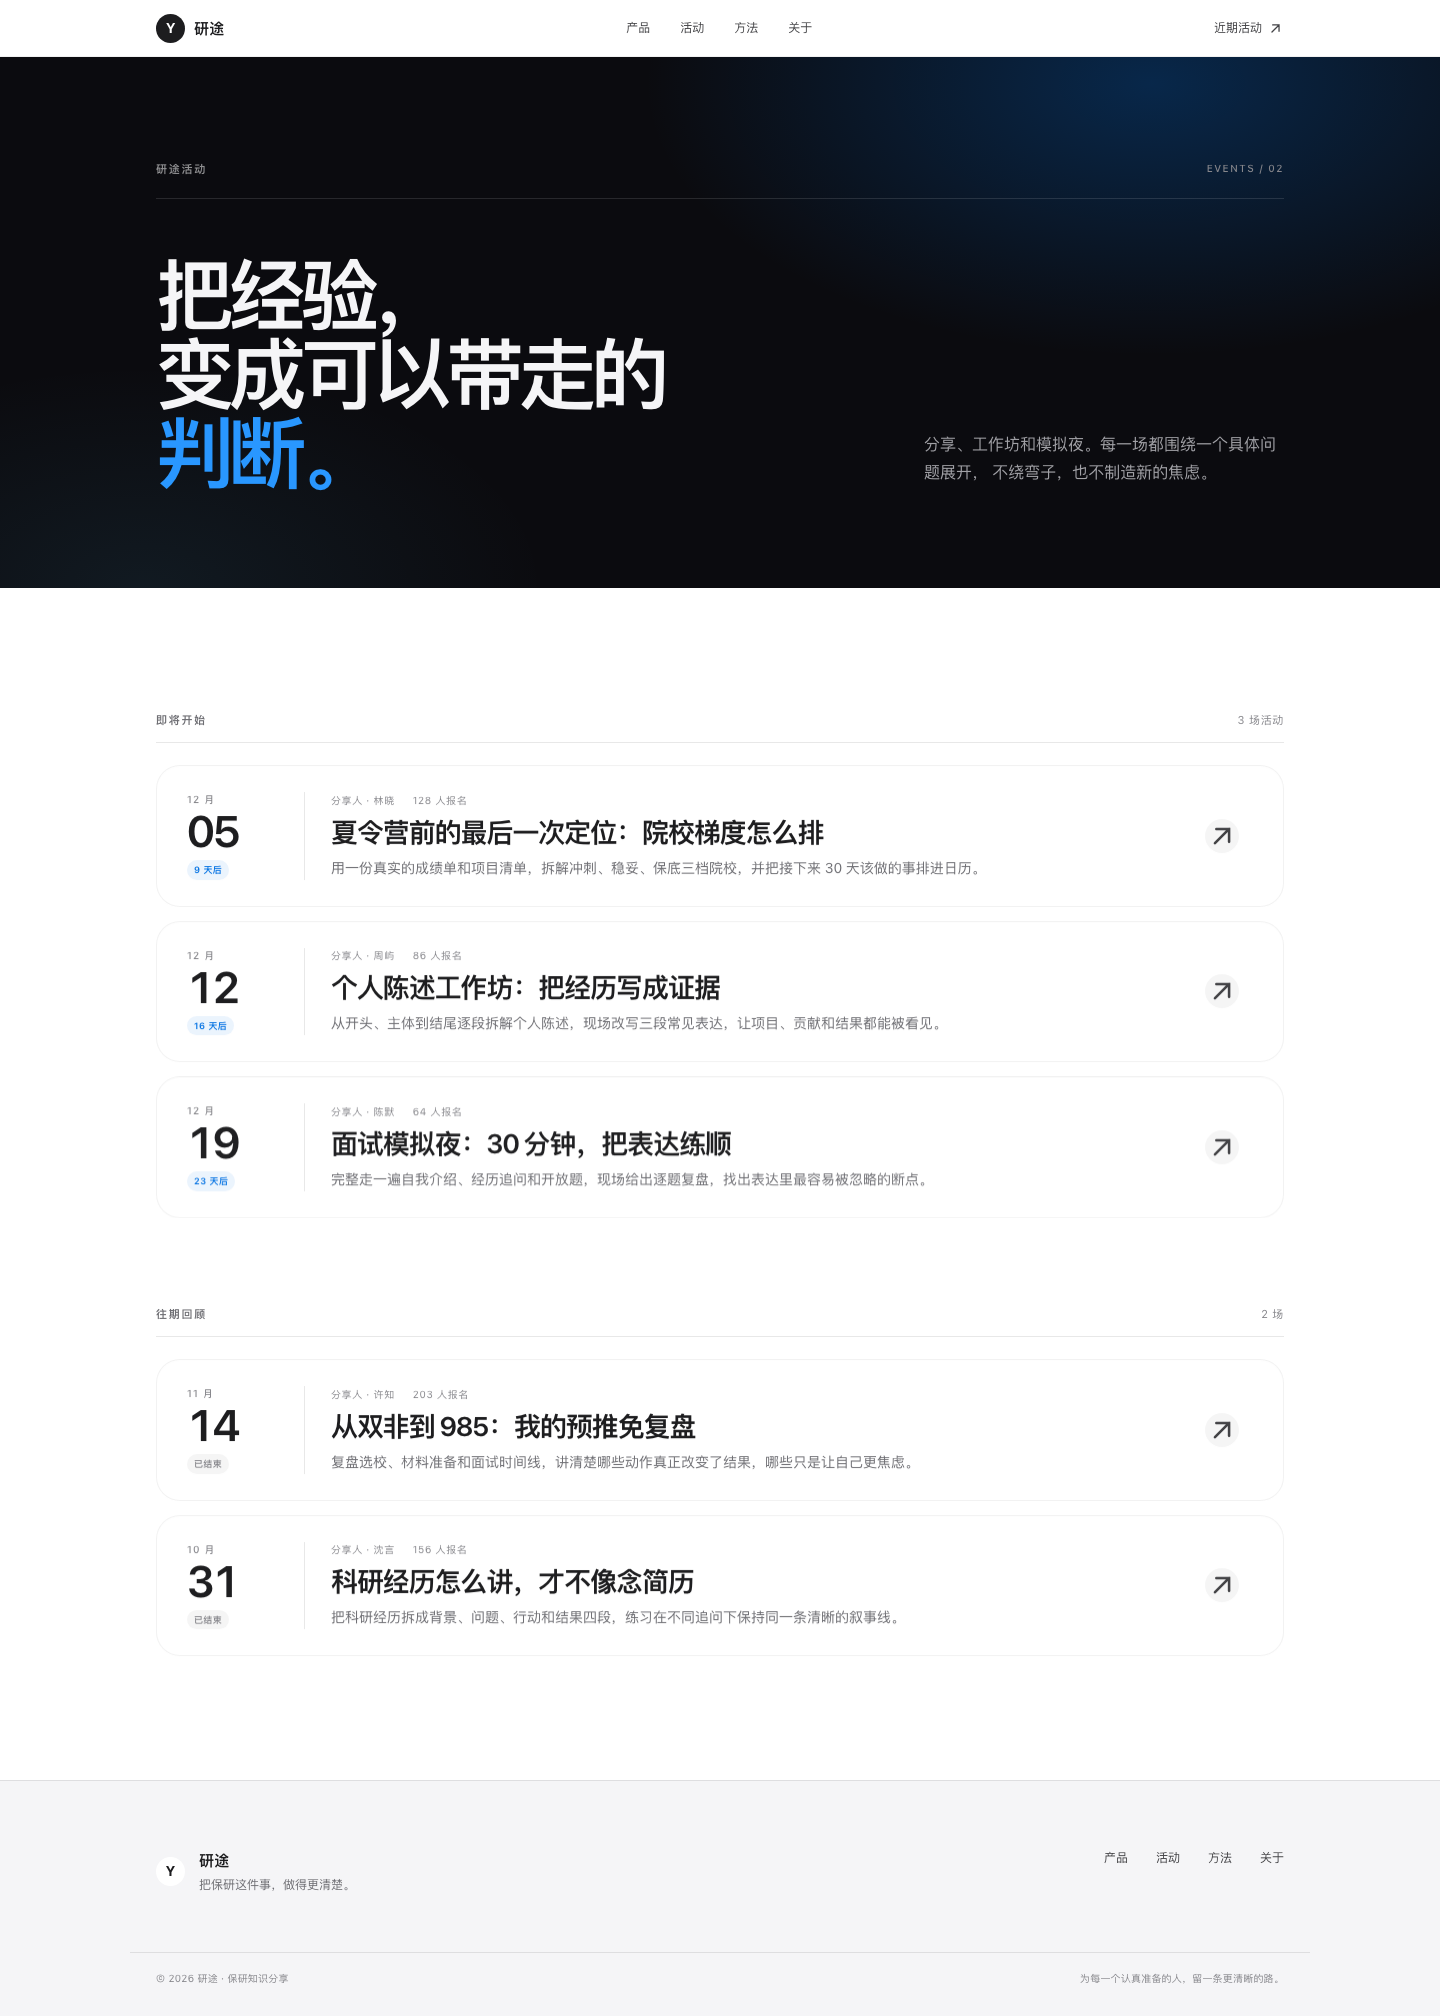 Y 研途
产品 活动 方法 关于
近期活动
研途活动
EVENTS / 02
把经验，
变成可以带走的
判断。
分享、工作坊和模拟夜。每一场都围绕一个具体问
题展开， 不绕弯子，也不制造新的焦虑。
即将开始
3 场活动
12 月
05
9 天后
分享人 · 林晓 128 人报名
夏令营前的最后一次定位：院校梯度怎么排
用一份真实的成绩单和项目清单，拆解冲刺、稳妥、保底三档院校，并把接下来 30 天该做的事排进日历。
12 月
12
16 天后
分享人 · 周屿 86 人报名
个人陈述工作坊：把经历写成证据
从开头、主体到结尾逐段拆解个人陈述，现场改写三段常见表达，让项目、贡献和结果都能被看见。
12 月
19
23 天后
分享人 · 陈默 64 人报名
面试模拟夜：30 分钟，把表达练顺
完整走一遍自我介绍、经历追问和开放题，现场给出逐题复盘，找出表达里最容易被忽略的断点。
往期回顾
2 场
11 月
14
已结束
分享人 · 许知 203 人报名
从双非到 985：我的预推免复盘
复盘选校、材料准备和面试时间线，讲清楚哪些动作真正改变了结果，哪些只是让自己更焦虑。
10 月
31
已结束
分享人 · 沈言 156 人报名
科研经历怎么讲，才不像念简历
把科研经历拆成背景、问题、行动和结果四段，练习在不同追问下保持同一条清晰的叙事线。
Y 研途
把保研这件事，做得更清楚。
产品 活动 方法 关于
© 2026 研途 · 保研知识分享
为每一个认真准备的人，留一条更清晰的路。